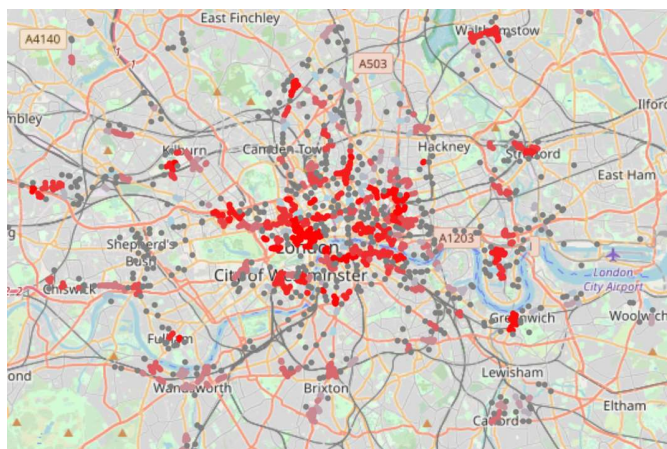 East Finchley
A4140
Walthamstow
A503
Ilford
mbley
Kilburn
Camden Town
Hackney
Stratford
East Ham
Shepherd's
Bush
London
A1203
City of Westminster
London
City Airport
Chiswick
Greenwich
Woolwich
Fulham
ond
Wandsworth
Brixton
Lewisham
Catford
Eltham